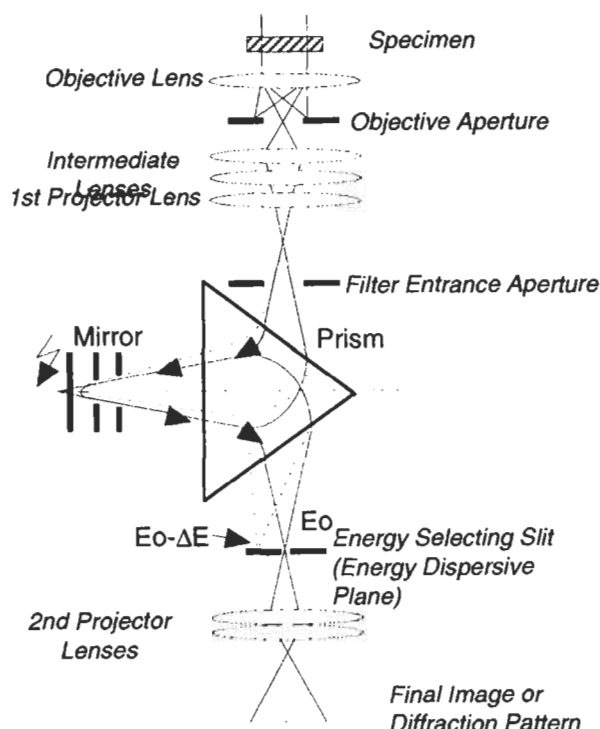 Specimen
Objective Lens
Objective Aperture
Intermediate
Lenses
1st Projector Lens
Filter Entrance Aperture
Mirror
Prism
Eo
Eo-ΔE
Energy Selecting Slit
(Energy Dispersive
Plane)
2nd Projector
Lenses
Final Image or
Diffraction Pattern